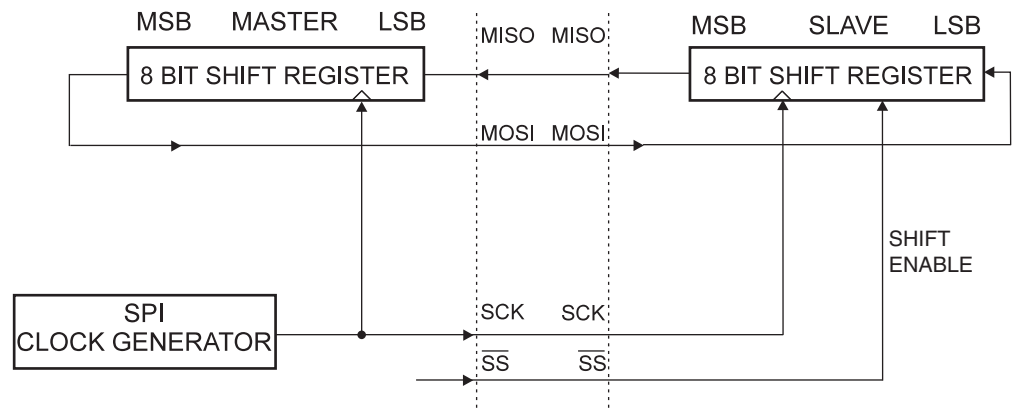 MSB MASTER LSB
MISO MISO
MSB SLAVE LSB
8 BIT SHIFT REGISTER
8 BIT SHIFT REGISTER
MOSI MOSI
SHIFT
ENABLE
SPI
CLOCK GENERATOR
SCK SCK
SS SS